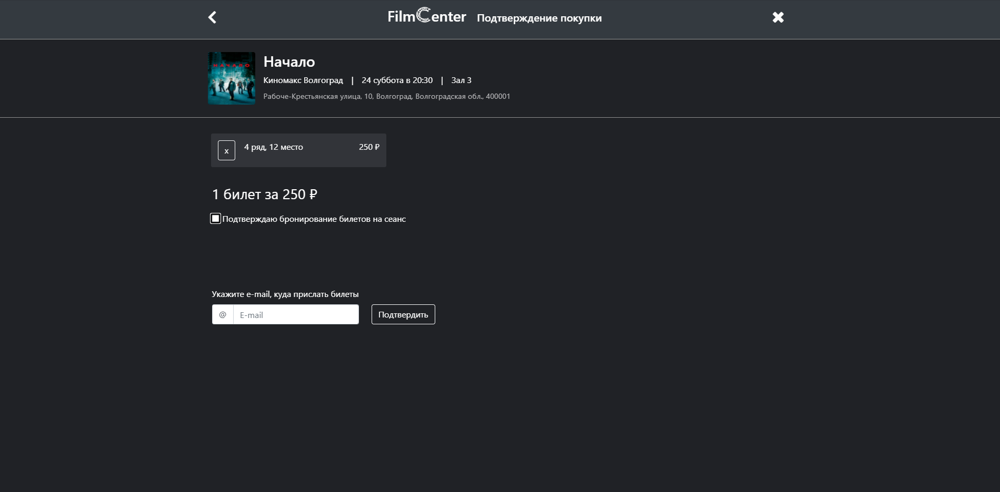 FilmCenter Подтверждение покупки
НАЧАЛО
Начало
Киномакс Волгоград | 24 суббота в 20:30 | Зал 3
Рабоче-Крестьянская улица, 10, Волгоград, Волгоградская обл., 400001
x 4 ряд, 12 место 250 ₽
1 билет за 250 ₽
Подтверждаю бронирование билетов на сеанс
Укажите e-mail, куда прислать билеты
@ E-mail Подтвердить